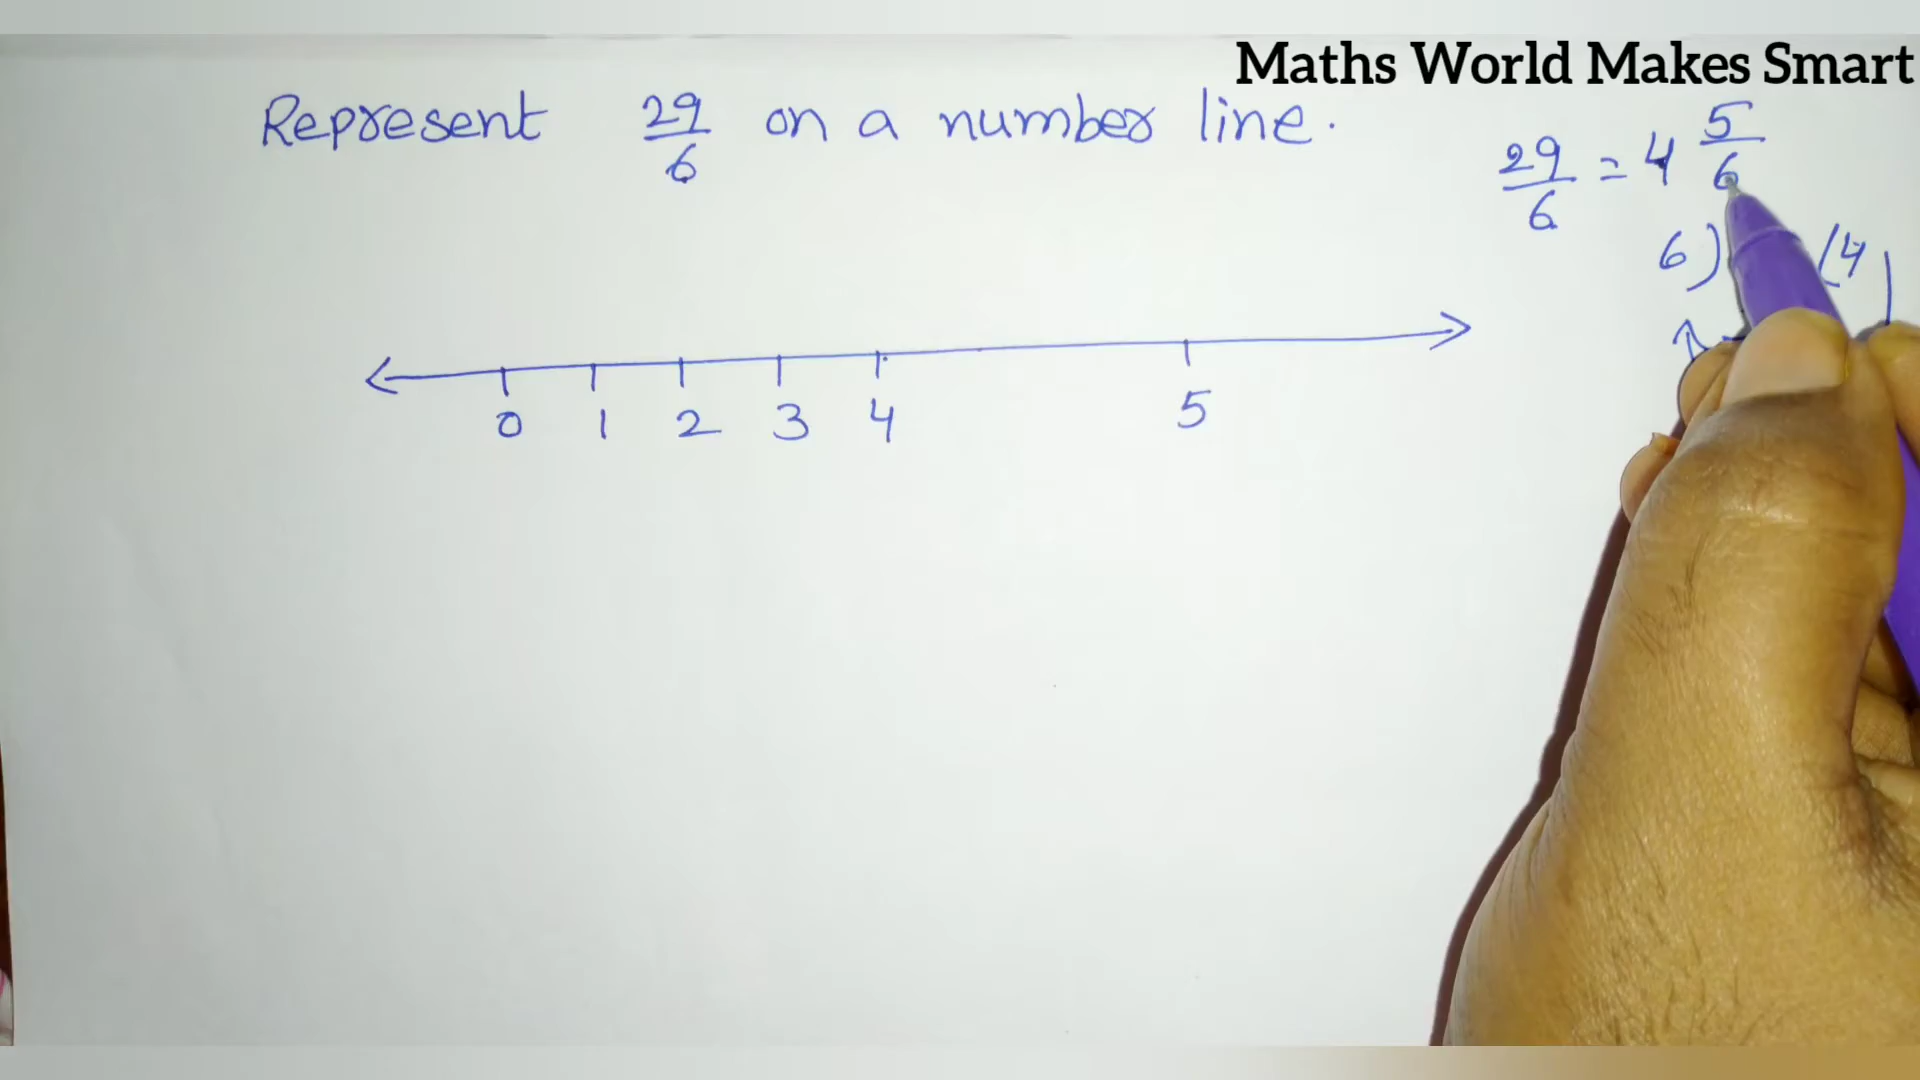 Maths World Makes Smart
Represent 29/6 on a number line.
29/6 = 4 5/6
6) (4
0 1 2 3 4 5